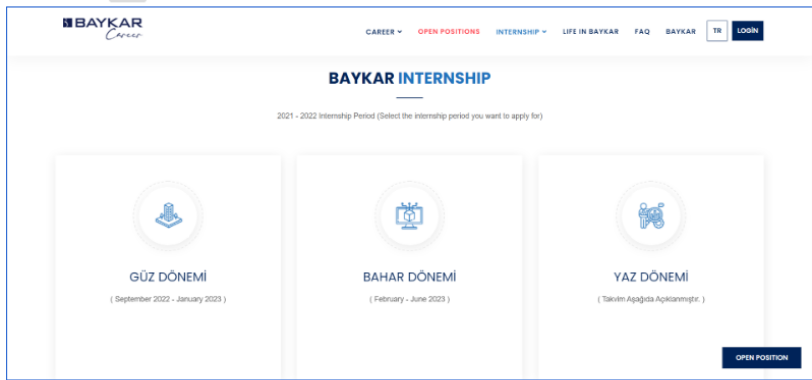 BAYKAR
Career
CAREER OPEN POSITIONS INTERNSHIP LIFE IN BAYKAR FAQ BAYKAR TR LOGİN
BAYKAR INTERNSHIP
2021 - 2022 Internship Period (Select the internship period you want to apply for)
GÜZ DÖNEMİ
( September 2022 - January 2023 )
BAHAR DÖNEMİ
( February - June 2023 )
YAZ DÖNEMİ
( Takvim Aşağıda Açıklanmıştır. )
OPEN POSITION